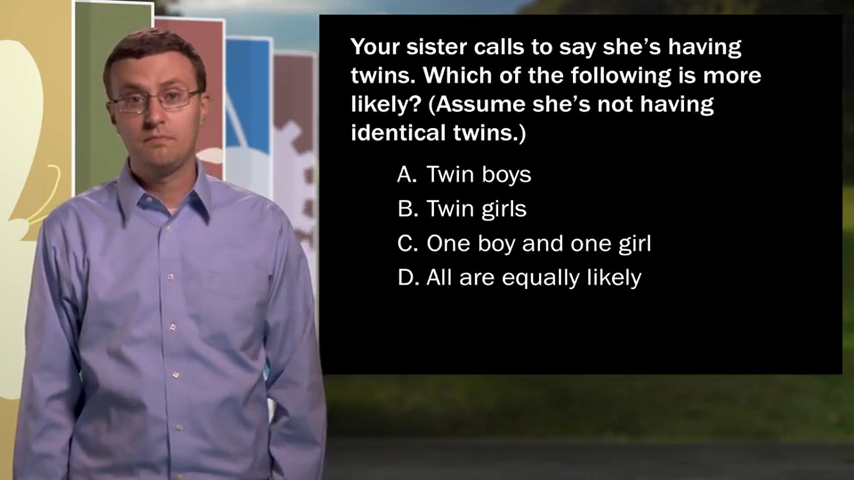 Your sister calls to say she’s having
twins. Which of the following is more
likely? (Assume she’s not having
identical twins.)
A. Twin boys
B. Twin girls
C. One boy and one girl
D. All are equally likely